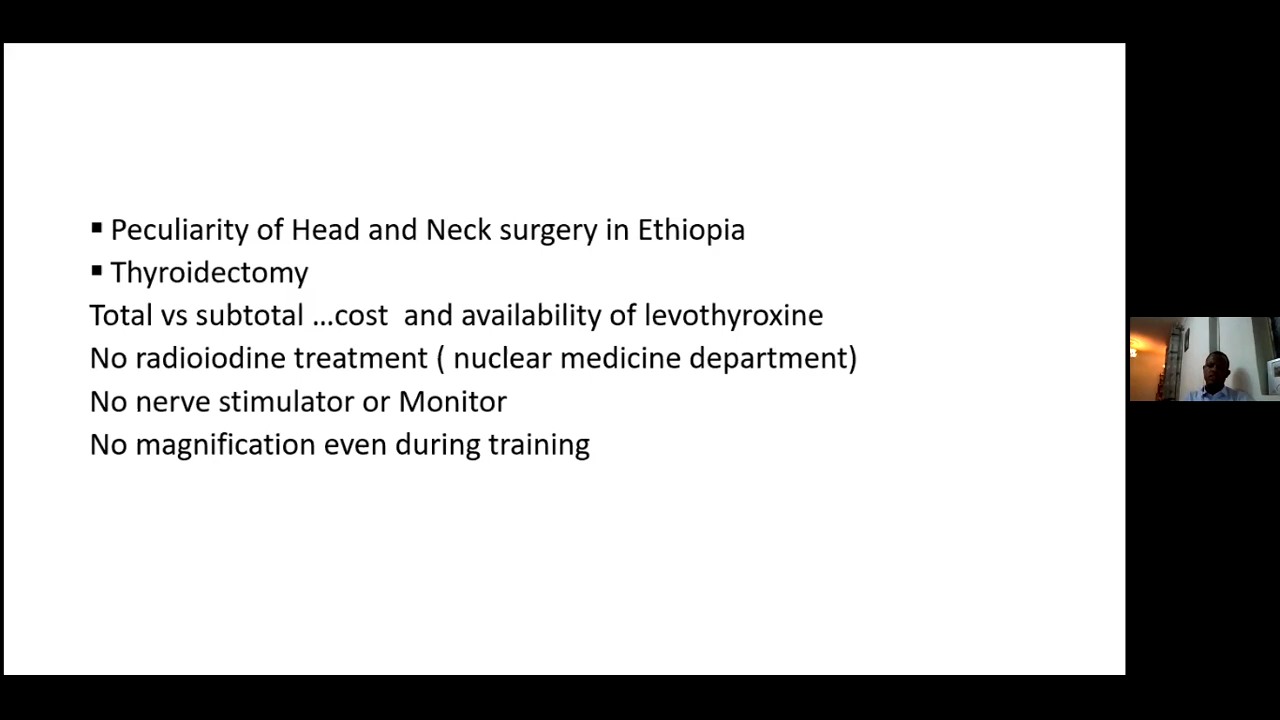 ▪ Peculiarity of Head and Neck surgery in Ethiopia
▪ Thyroidectomy
Total vs subtotal ...cost  and availability of levothyroxine
No radioiodine treatment ( nuclear medicine department)
No nerve stimulator or Monitor
No magnification even during training